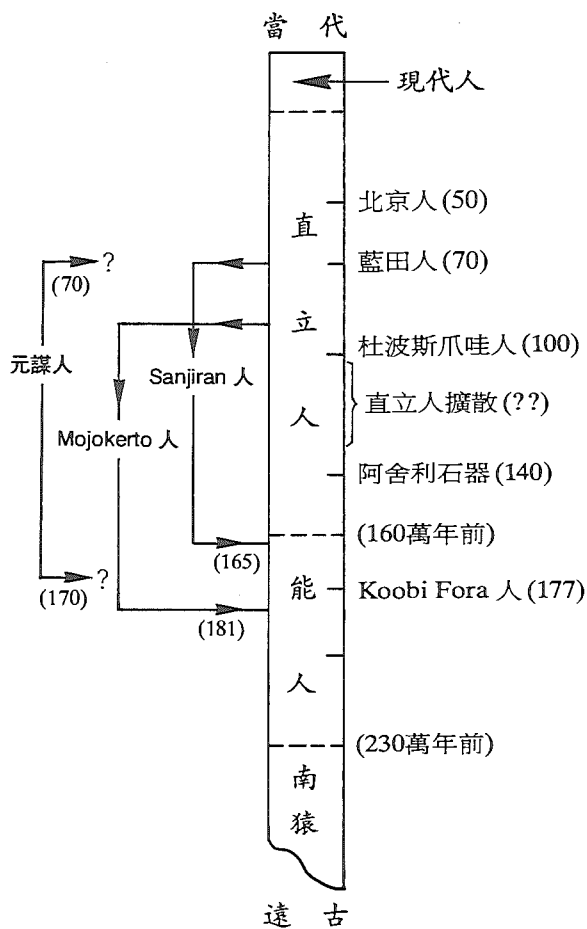 當 代
現代人
北京人(50)
直
藍田人(70)
?
(70)
立
杜波斯爪哇人(100)
元謀人
Sanjiran 人
直立人擴散(??)
人
Mojokerto 人
阿舍利石器(140)
(160萬年前)
(165)
?
(170)
能
Koobi Fora 人(177)
(181)
人
(230萬年前)
南
猿
遠 古